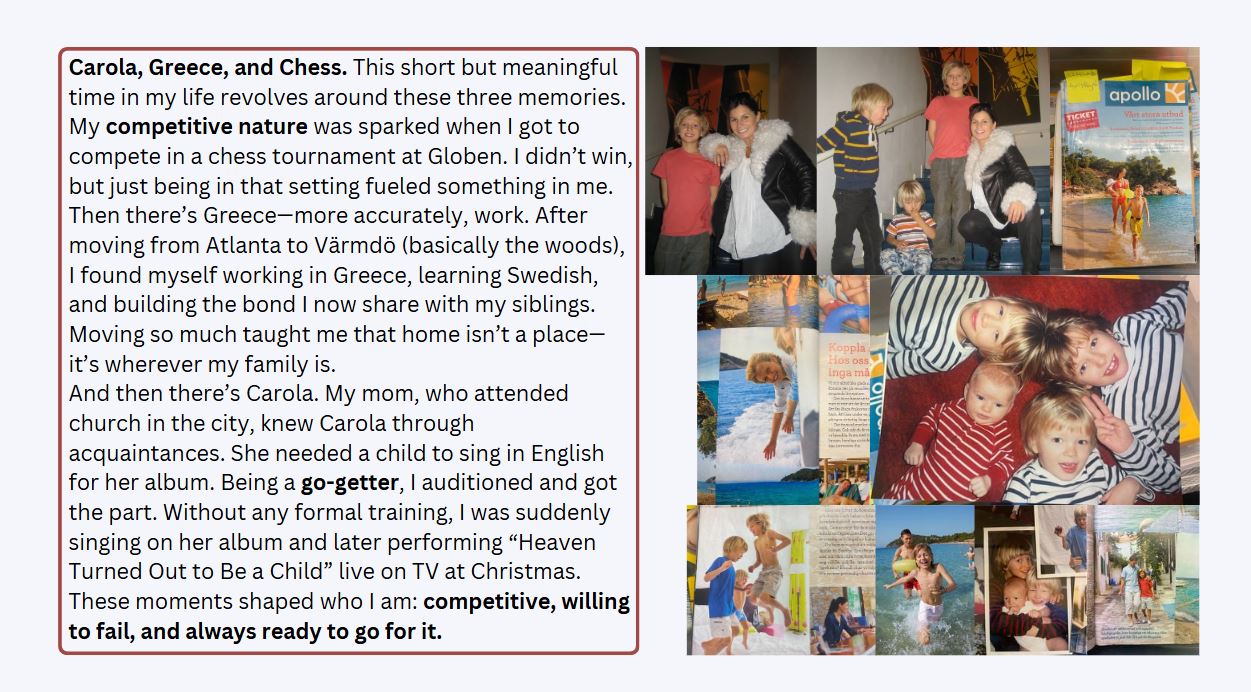 Carola, Greece, and Chess. This short but meaningful
time in my life revolves around these three memories.
My competitive nature was sparked when I got to
compete in a chess tournament at Globen. I didn’t win,
but just being in that setting fueled something in me.
Then there’s Greece—more accurately, work. After
moving from Atlanta to Värmdö (basically the woods),
I found myself working in Greece, learning Swedish,
and building the bond I now share with my siblings.
Moving so much taught me that home isn’t a place—
it’s wherever my family is.
And then there’s Carola. My mom, who attended
church in the city, knew Carola through
acquaintances. She needed a child to sing in English
for her album. Being a go-getter, I auditioned and got
the part. Without any formal training, I was suddenly
singing on her album and later performing “Heaven
Turned Out to Be a Child” live on TV at Christmas.
These moments shaped who I am: competitive, willing
to fail, and always ready to go for it.
apollo
TICKET
Vårt stora utbud
Koppla
Hos oss
inga må